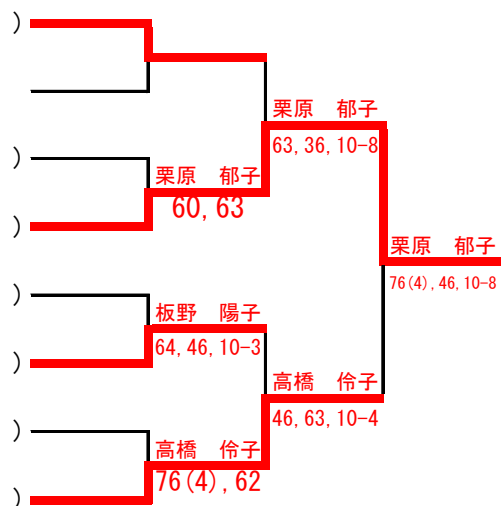 )
栗原　郁子
)
63, 36, 10-8
栗原　郁子
60, 63
)
栗原　郁子
76(4), 46, 10-8
)
板野　陽子
64, 46, 10-3
)
高橋　伶子
46, 63, 10-4
)
高橋　伶子
76(4), 62
)